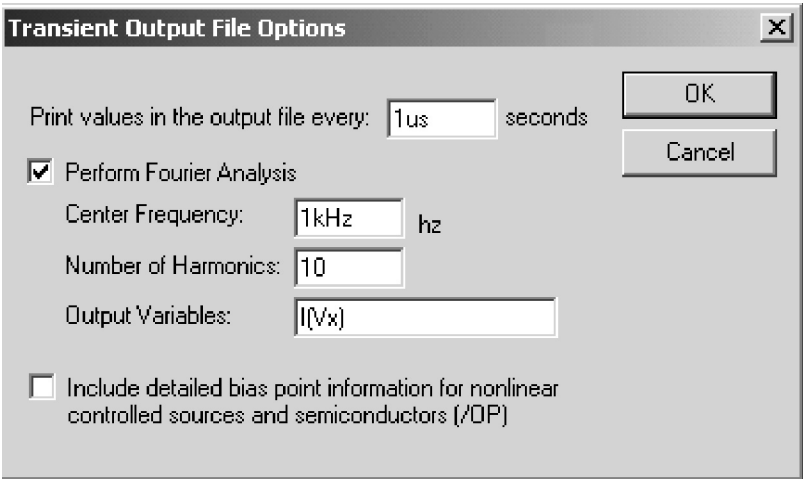 Transient Output File Options
Print values in the output file every: 1us seconds
OK
Cancel
Perform Fourier Analysis
Center Frequency: 1kHz hz
Number of Harmonics: 10
Output Variables: I(Vx)
Include detailed bias point information for nonlinear
controlled sources and semiconductors (/OP)